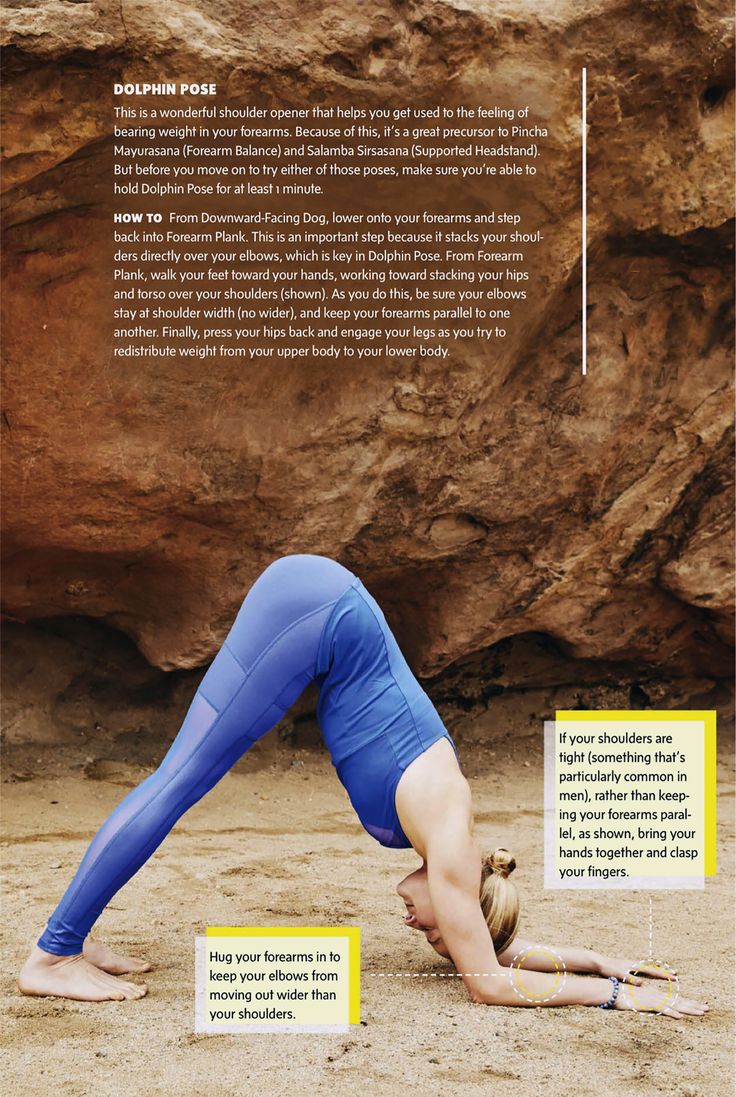 DOLPHIN POSE
This is a wonderful shoulder opener that helps you get used to the feeling of
bearing weight in your forearms. Because of this, it's a great precursor to Pincha
Mayurasana (Forearm Balance) and Salamba Sirsasana (Supported Headstand).
But before you move on to try either of those poses, make sure you're able to
hold Dolphin Pose for at least 1 minute.
HOW TO From Downward-Facing Dog, lower onto your forearms and step
back into Forearm Plank. This is an important step because it stacks your shoul-
ders directly over your elbows, which is key in Dolphin Pose. From Forearm
Plank, walk your feet toward your hands, working toward stacking your hips
and torso over your shoulders (shown). As you do this, be sure your elbows
stay at shoulder width (no wider), and keep your forearms parallel to one
another. Finally, press your hips back and engage your legs as you try to
redistribute weight from your upper body to your lower body.
If your shoulders are
tight (something that's
particularly common in
men), rather than keep-
ing your forearms paral-
lel, as shown, bring your
hands together and clasp
your fingers.
Hug your forearms in to
keep your elbows from
moving out wider than
your shoulders.